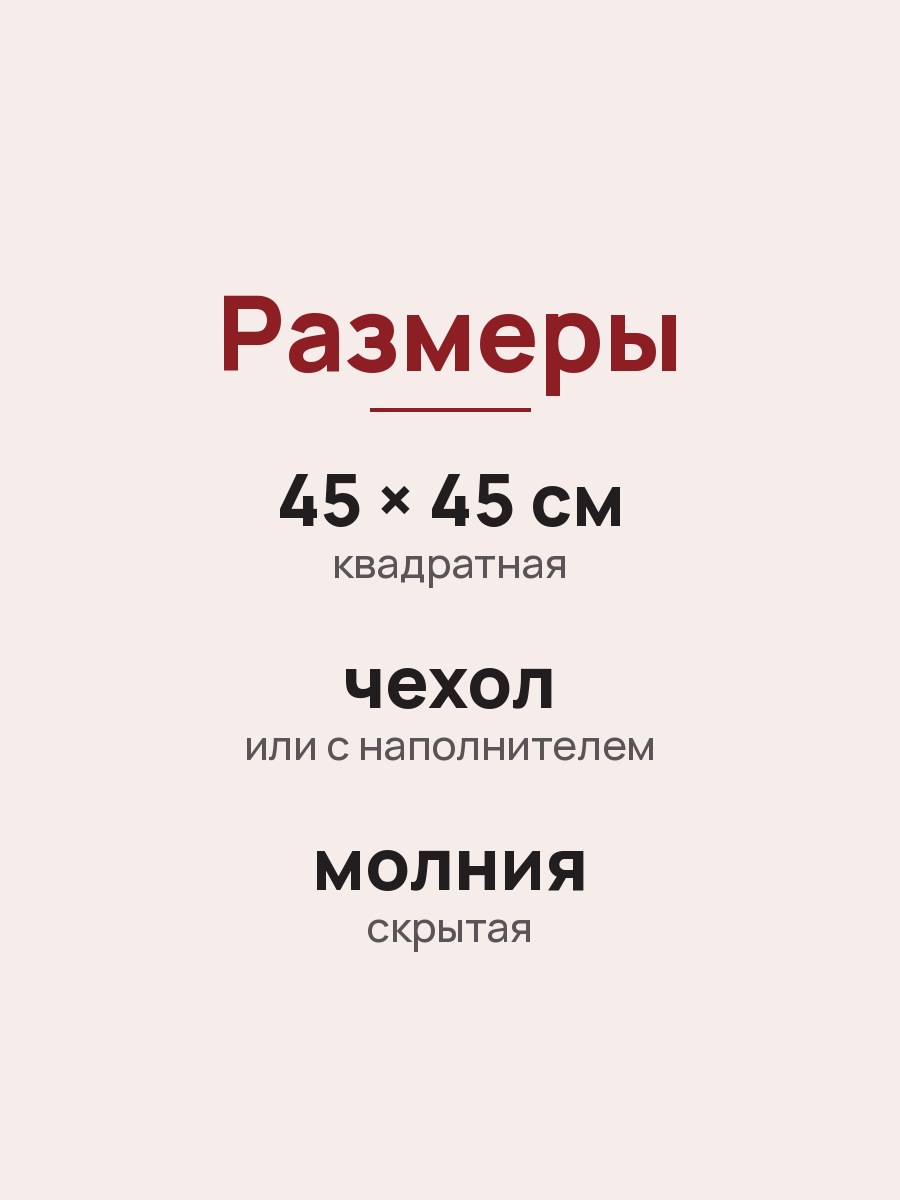 Размеры
45 × 45 см
квадратная
чехол
или с наполнителем
молния
скрытая